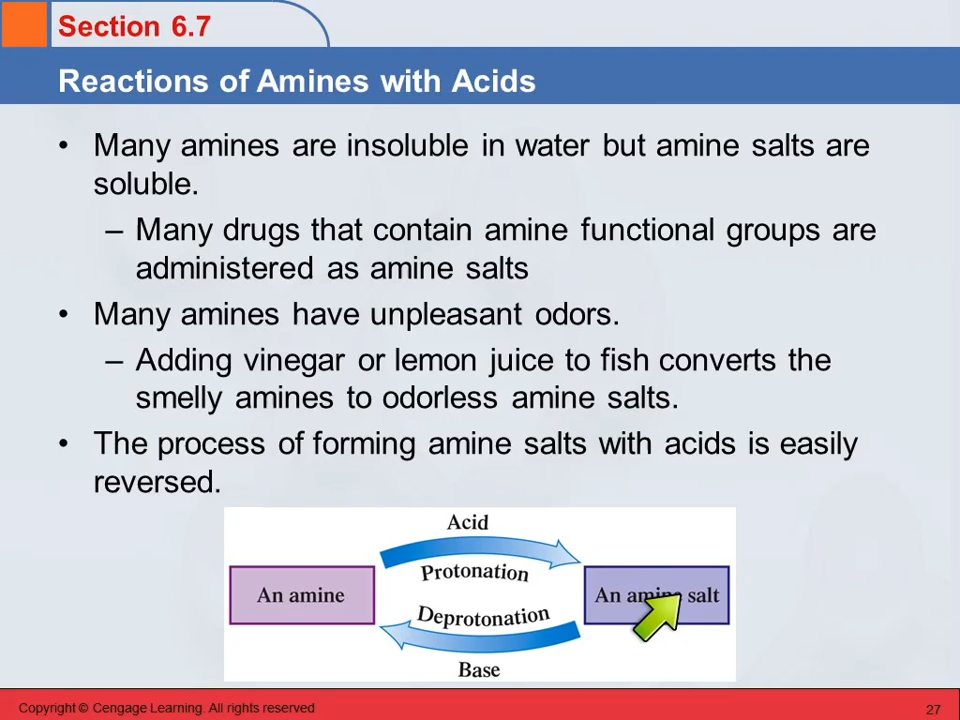 Section 6.7
Reactions of Amines with Acids
• Many amines are insoluble in water but amine salts are
soluble.
– Many drugs that contain amine functional groups are
administered as amine salts
• Many amines have unpleasant odors.
– Adding vinegar or lemon juice to fish converts the
smelly amines to odorless amine salts.
• The process of forming amine salts with acids is easily
reversed.
Acid
Protonation
An amine
An amine salt
Deprotonation
Base
Copyright © Cengage Learning. All rights reserved
27